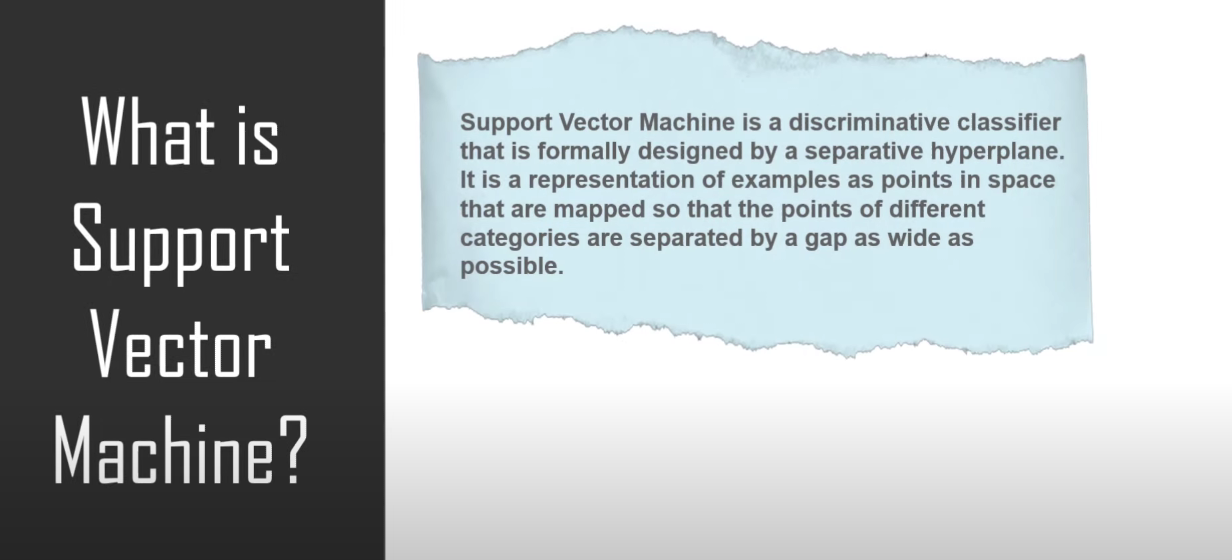 What is
Support
Vector
Machine?
Support Vector Machine is a discriminative classifier
that is formally designed by a separative hyperplane.
It is a representation of examples as points in space
that are mapped so that the points of different
categories are separated by a gap as wide as
possible.